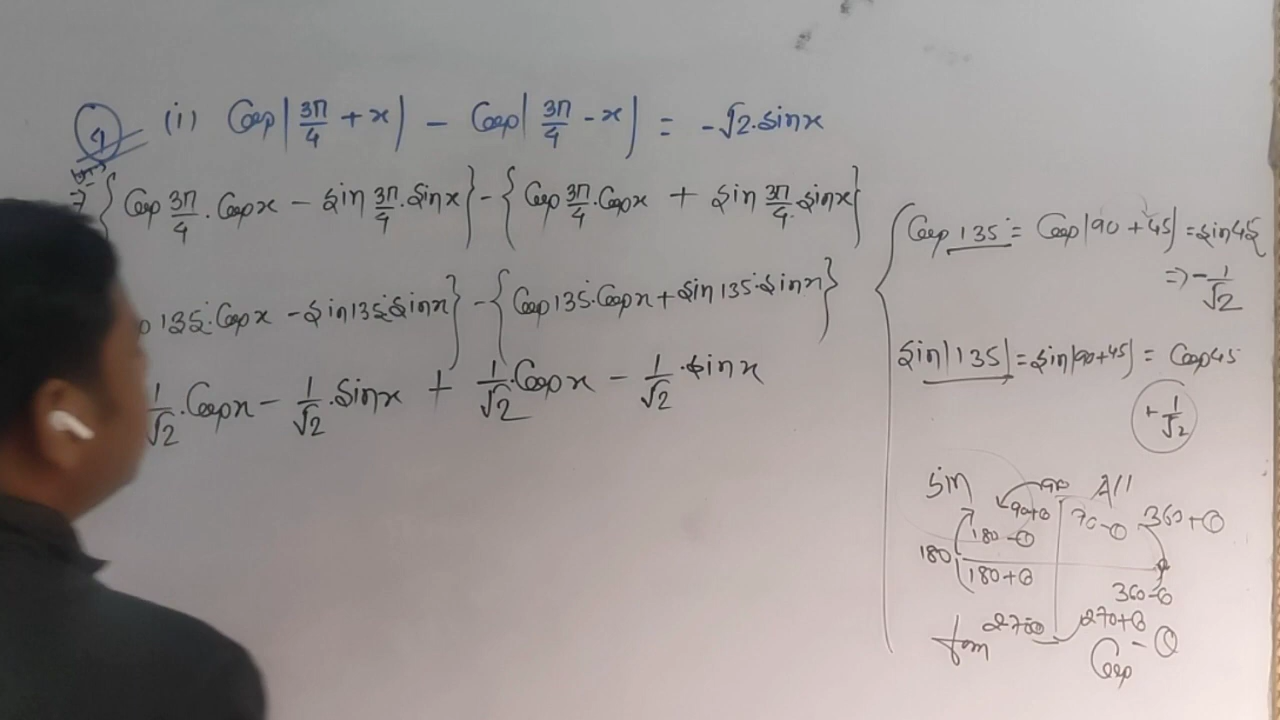 (i) Cos(3π/4 + x) - Cos(3π/4 - x) = -√2.sinx
{Cos 3π/4 . Cosx - sin 3π/4 . sinx} - {Cos 3π/4 . Cosx + sin 3π/4 . sinx}
135°. Cosx - sin135°. sinx} - {Cos135°. Cosx + sin135°. sinx}
1/√2 . Cosx - 1/√2 . sinx + 1/√2 . Cosx - 1/√2 . sinx
Cos 135° = Cos(90 + 45) = sin45
⇒ -1/√2
sin(135) = sin(90+45) = Cos45
+ 1/√2
sin 90 All
90+θ 90-θ 360+θ
180 180-θ
180+θ 360-θ
270+θ
tan 270 Cos - θ